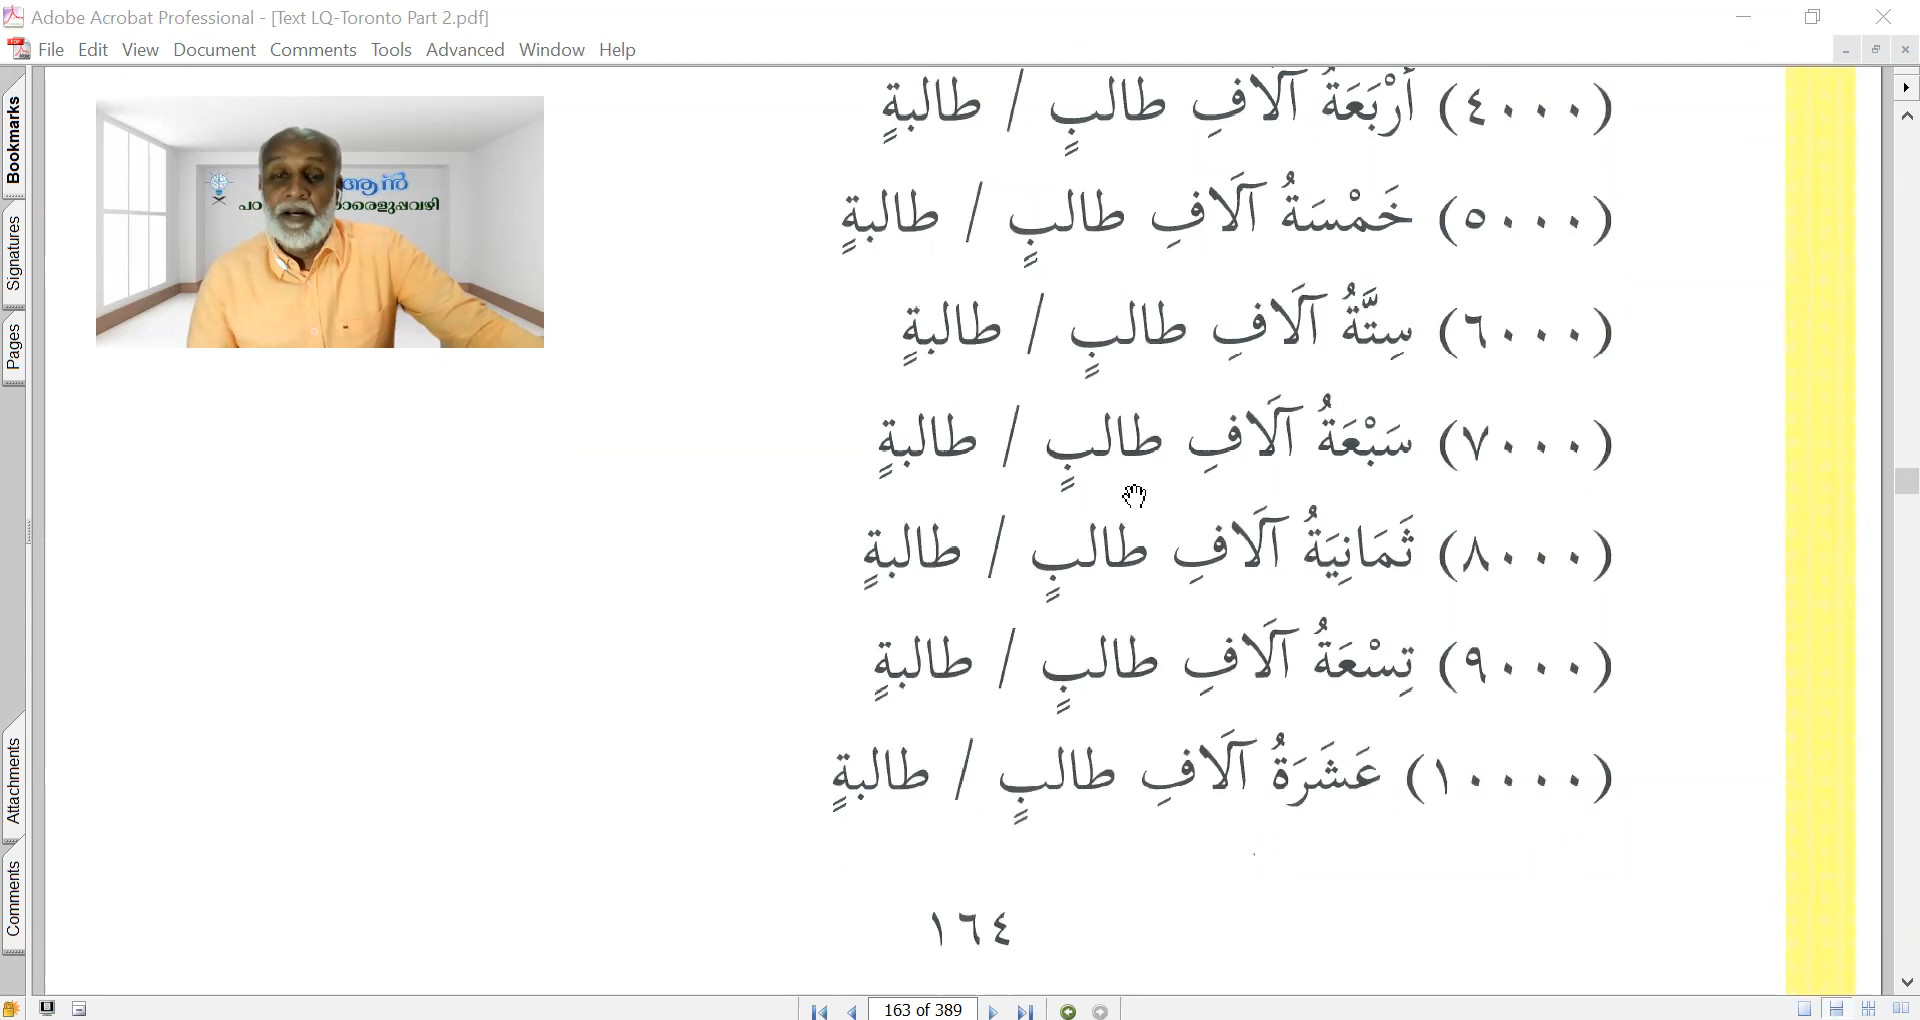 Adobe Acrobat Professional - [Text LQ-Toronto Part 2.pdf]
File Edit View Document Comments Tools Advanced Window Help
Bookmarks
Signatures
Pages
Attachments
Comments
(٤٠٠٠) أَرْبَعَةُ آلَافِ طالبٍ / طالبةٍ
(٥٠٠٠) خَمْسَةُ آلَافِ طالبٍ / طالبةٍ
(٦٠٠٠) سِتَّةُ آلَافِ طالبٍ / طالبةٍ
(٧٠٠٠) سَبْعَةُ آلَافِ طالبٍ / طالبةٍ
(٨٠٠٠) ثَمَانِيَةُ آلَافِ طالبٍ / طالبةٍ
(٩٠٠٠) تِسْعَةُ آلَافِ طالبٍ / طالبةٍ
(١٠٠٠٠) عَشَرَةُ آلَافِ طالبٍ / طالبةٍ
١٦٤
163 of 389